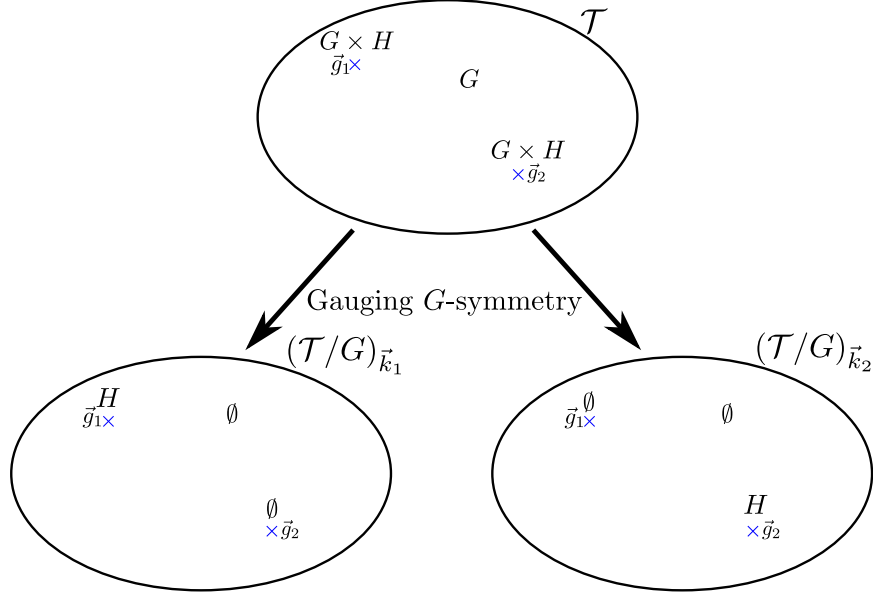 𝒯
G × H
g⃗₁×
G
G × H
×g⃗₂
Gauging G-symmetry
(𝒯/G)_{k⃗₁}
(𝒯/G)_{k⃗₂}
H
g⃗₁×
∅
∅
×g⃗₂
∅
g⃗₁×
∅
H
×g⃗₂